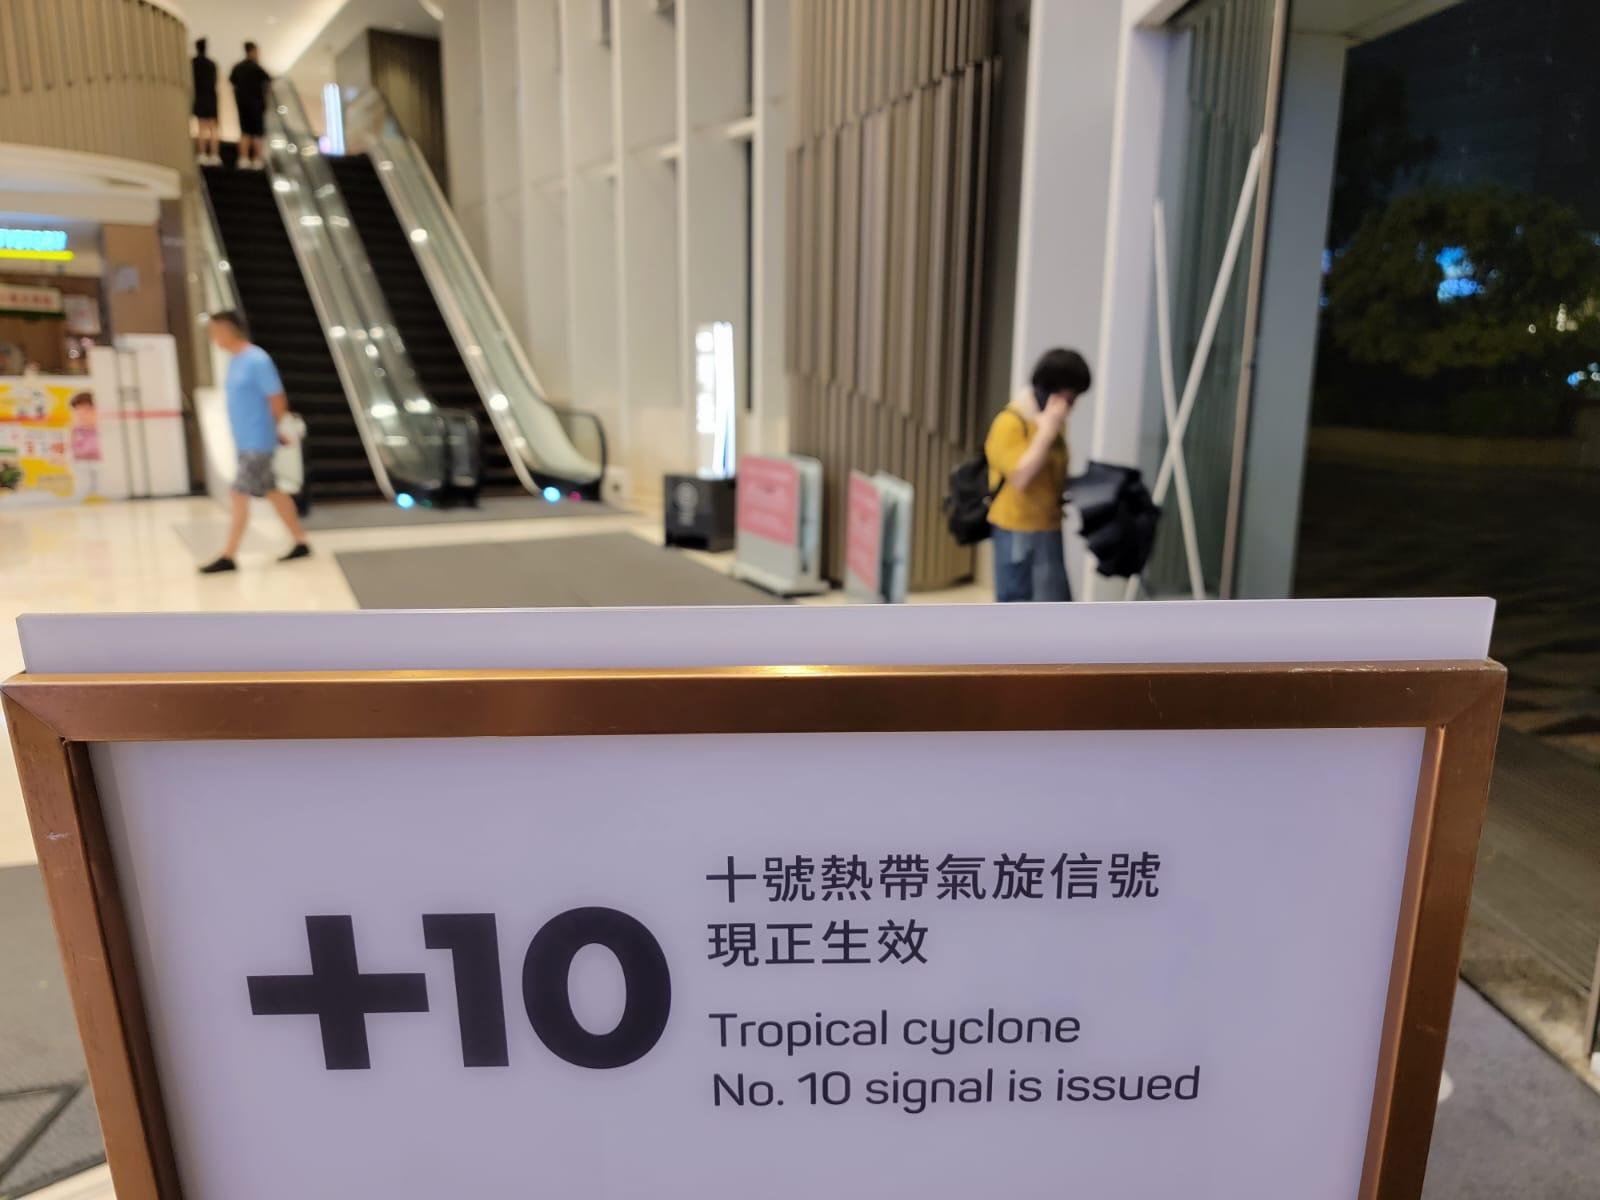 +10
十號熱帶氣旋信號
現正生效
Tropical cyclone
No. 10 signal is issued